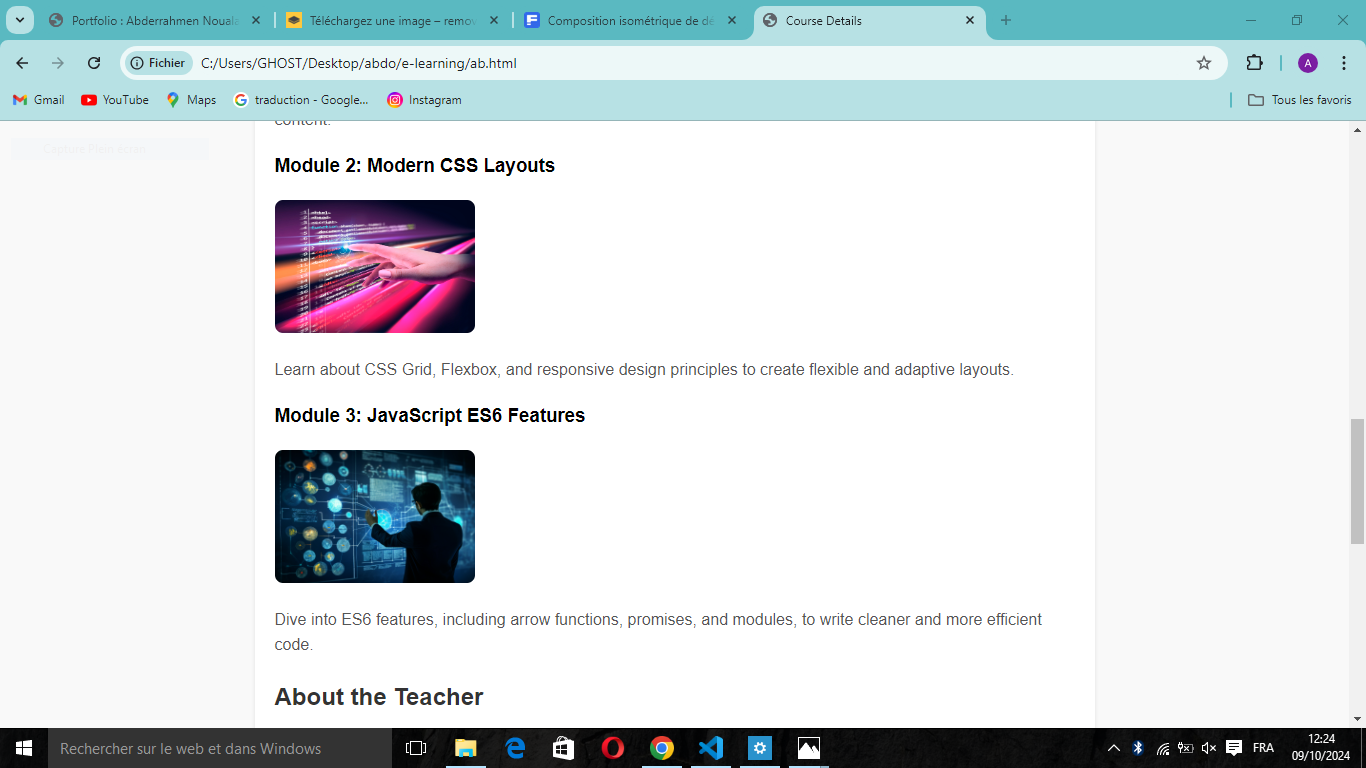 Portfolio : Abderrahmen Nouala
Téléchargez une image – remov
Composition isométrique de de
Course Details
Fichier
C:/Users/GHOST/Desktop/abdo/e-learning/ab.html
A
Gmail
YouTube
Maps
traduction - Google...
Instagram
Tous les favoris
content.
Capture Plein écran
Module 2: Modern CSS Layouts
Learn about CSS Grid, Flexbox, and responsive design principles to create flexible and adaptive layouts.
Module 3: JavaScript ES6 Features
Dive into ES6 features, including arrow functions, promises, and modules, to write cleaner and more efficient
code.
About the Teacher
Rechercher sur le web et dans Windows
FRA
12:24
09/10/2024